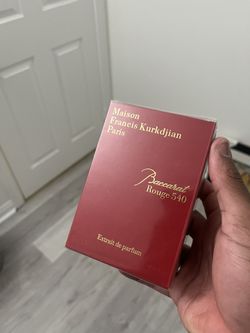 Maison
Francis Kurkdjian
Paris
Baccarat
Rouge 540
Extrait de parfum